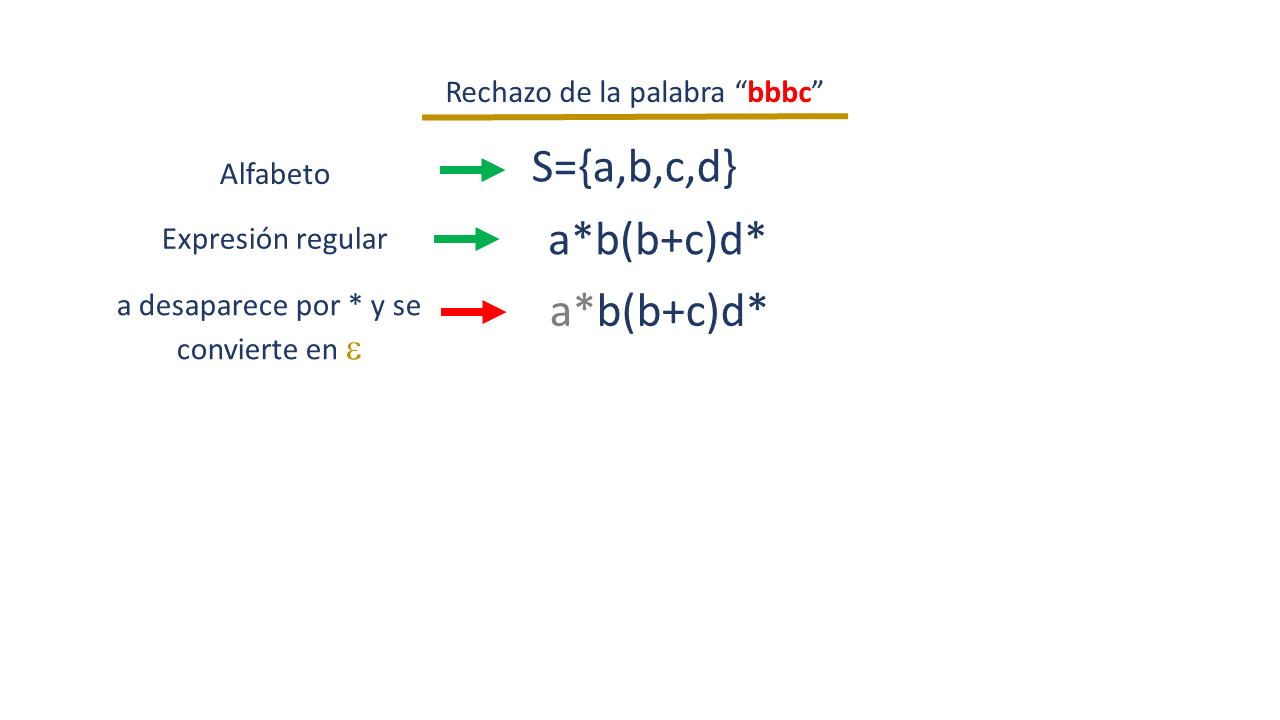 Rechazo de la palabra “bbbc”
Alfabeto
S={a,b,c,d}
Expresión regular
a*b(b+c)d*
a desaparece por * y se
convierte en ε
a*b(b+c)d*